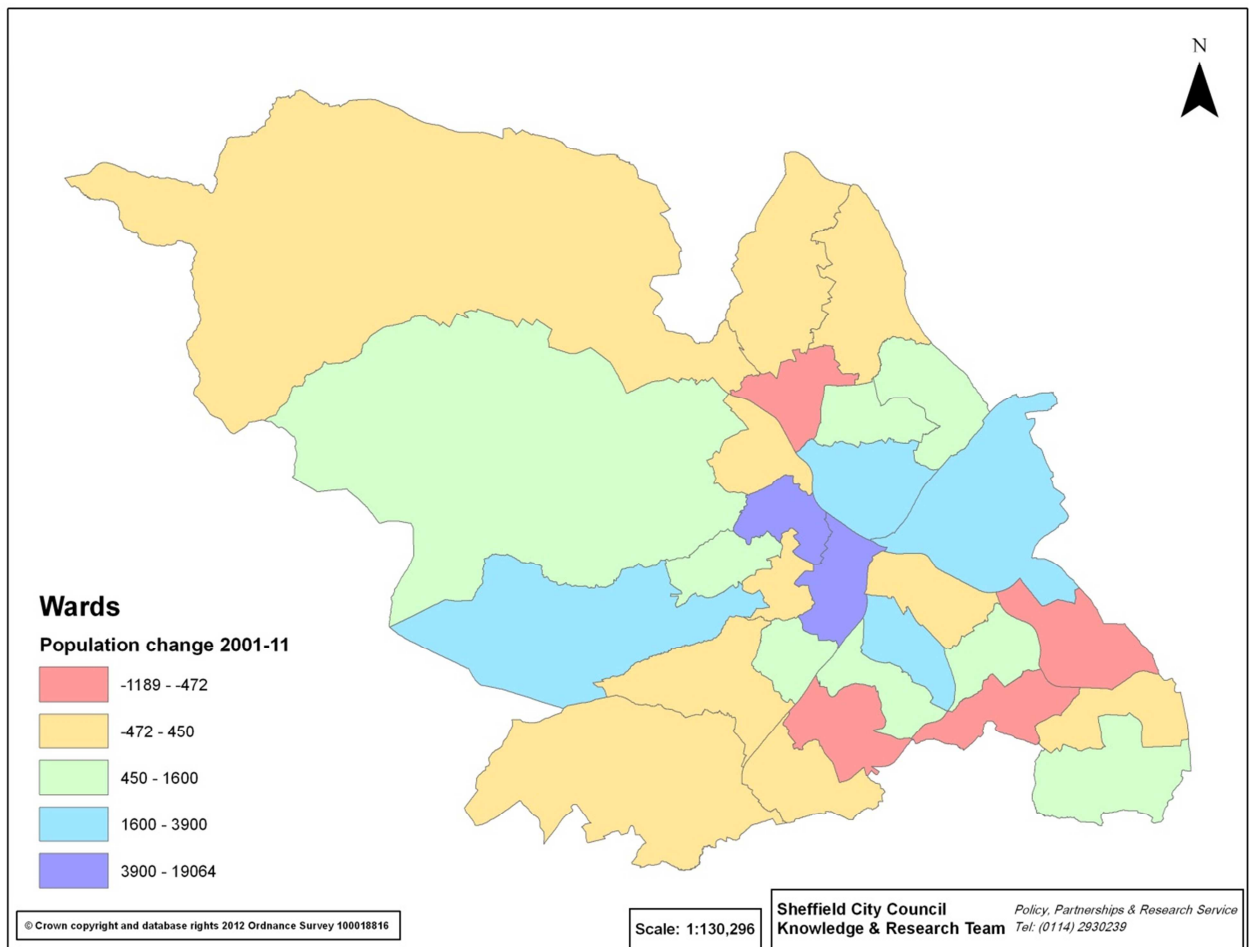 N
Wards
Population change 2001-11
-1189 - -472
-472 - 450
450 - 1600
1600 - 3900
3900 - 19064
© Crown copyright and database rights 2012 Ordnance Survey 100018816
Scale: 1:130,296
Sheffield City Council
Knowledge & Research Team
Policy, Partnerships & Research Service
Tel: (0114) 2930239